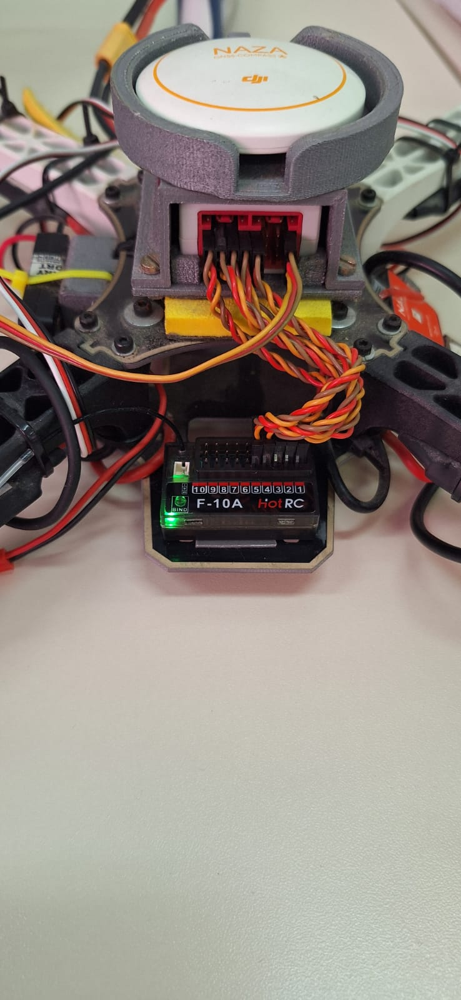 NAZA
GNSS-COMPASS
dji
10 9 8 7 6 5 4 3 2 1
BIND
F-10A HotRC